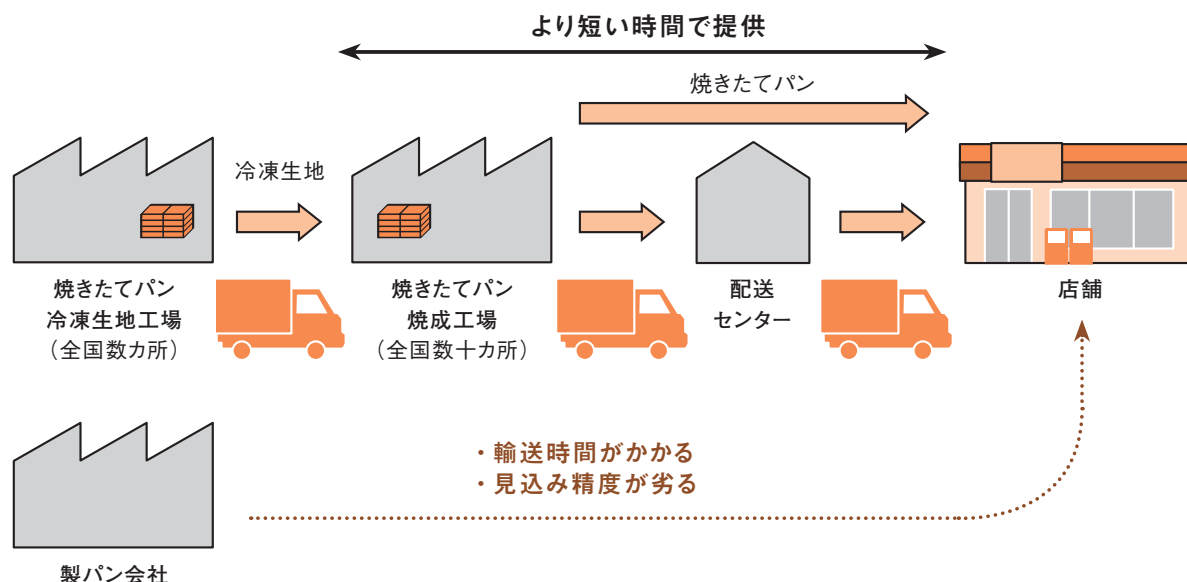 より短い時間で提供
焼きたてパン
冷凍生地
焼きたてパン
冷凍生地工場
（全国数カ所）
焼きたてパン
焼成工場
（全国数十カ所）
配送
センター
店舗
・輸送時間がかかる
・見込み精度が劣る
製パン会社